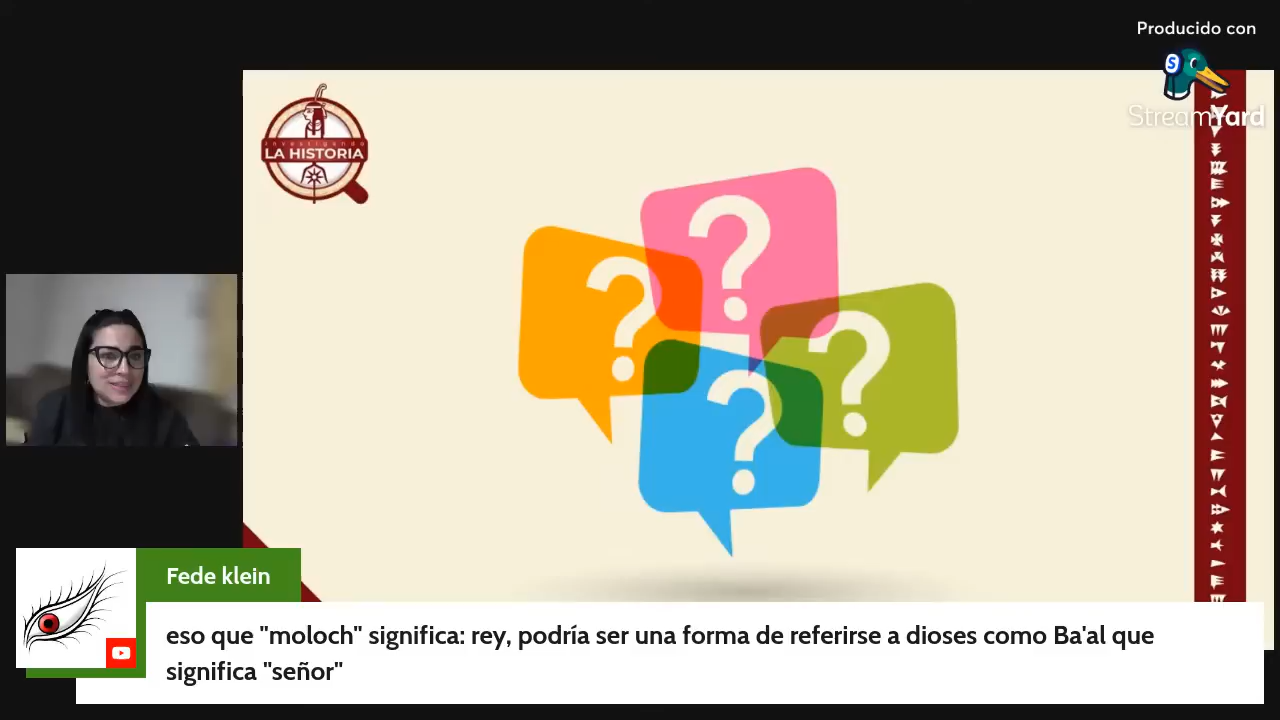 Producido con
StreamYard
Investigando
LA HISTORIA
?
?
?
?
Fede klein
eso que "moloch" significa: rey, podría ser una forma de referirse a dioses como Ba'al que
significa "señor"